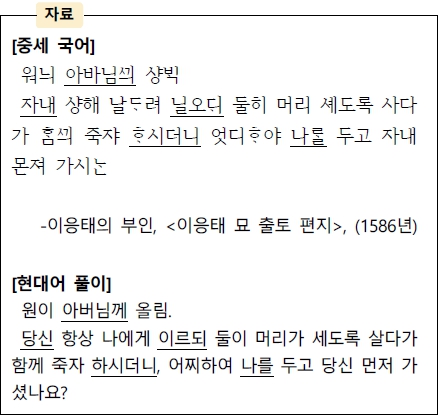 자료
[중세 국어]
워늬 아바님ᄭᅴ 샹ᄇᆡᆨ
자내 샹해 날ᄃᆞ려 닐오ᄃᆡ 둘히 머리 셰도록 사다
가 ᄒᆞᆷᄭᅴ 죽쟈 ᄒᆞ시더니 엇디ᄒᆞ야 나ᄅᆞᆯ 두고 자내
몬져 가시ᄂᆞᆫ
-이응태의 부인, <이응태 묘 출토 편지>, (1586년)
[현대어 풀이]
원이 아버님께 올림.
당신 항상 나에게 이르되 둘이 머리가 세도록 살다가
함께 죽자 하시더니, 어찌하여 나를 두고 당신 먼저 가
셨나요?